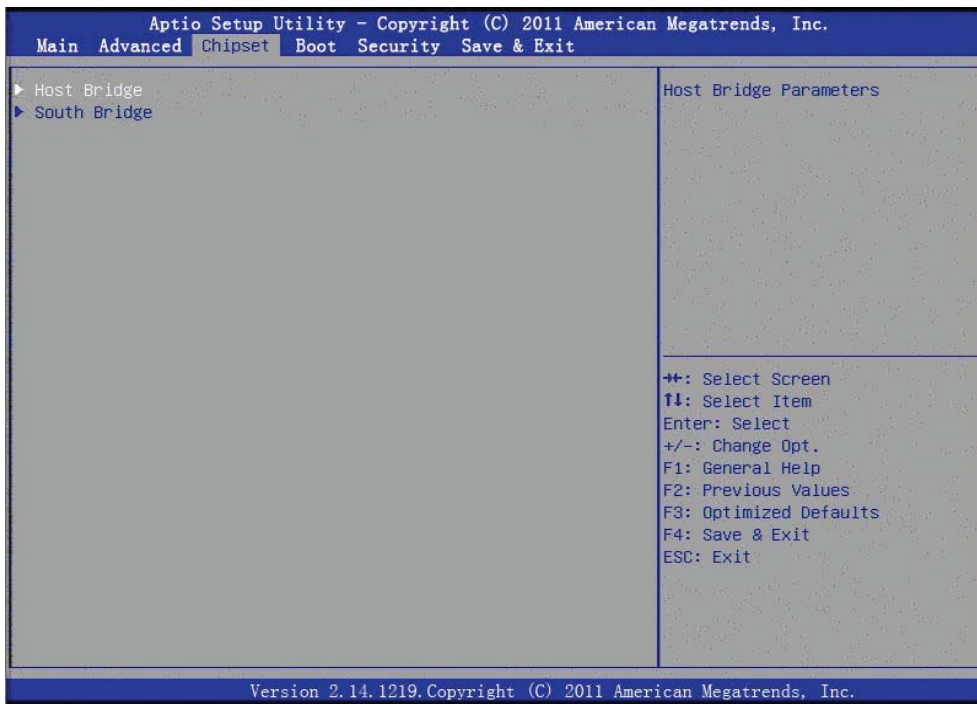 Aptio Setup Utility - Copyright (C) 2011 American Megatrends, Inc.
Main Advanced Chipset Boot Security Save & Exit
▶ Host Bridge
▶ South Bridge
Host Bridge Parameters
→←: Select Screen
↑↓: Select Item
Enter: Select
+/-: Change Opt.
F1: General Help
F2: Previous Values
F3: Optimized Defaults
F4: Save & Exit
ESC: Exit
Version 2.14.1219.Copyright (C) 2011 American Megatrends, Inc.